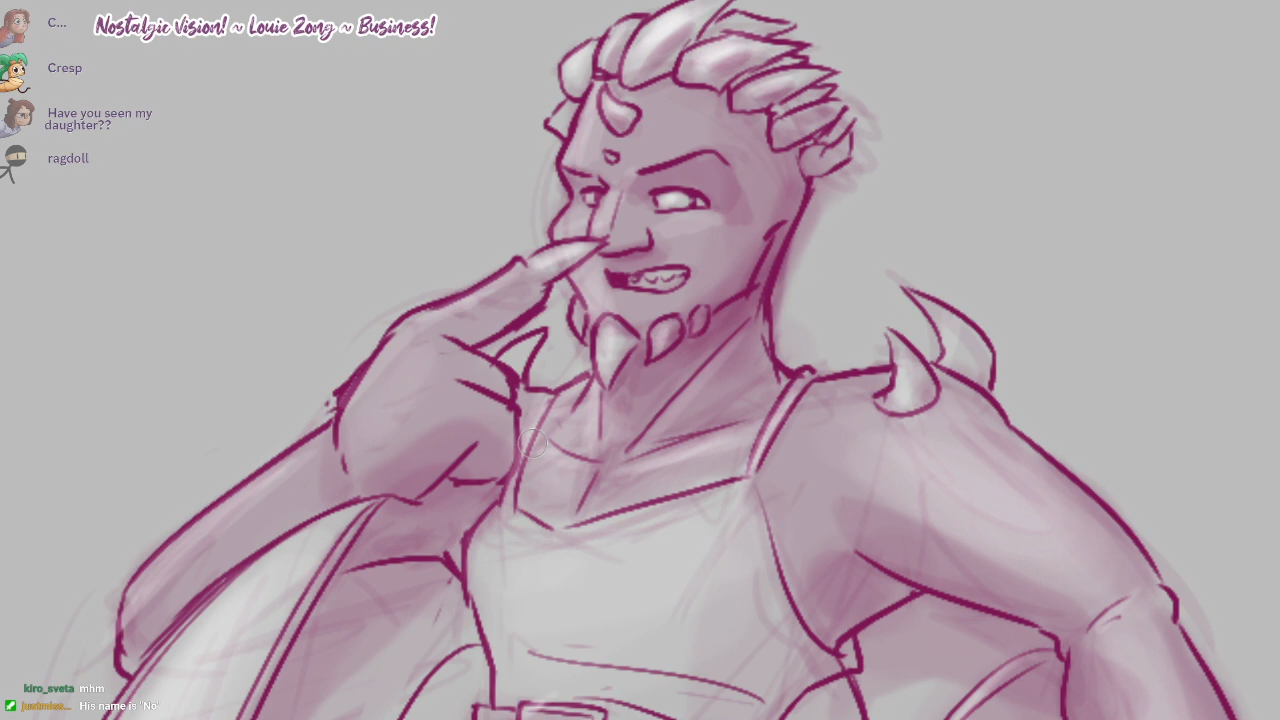 C...
Nostalgic Vision! ~ Louie Zong ~ Business!
Cresp
Have you seen my
daughter??
ragdoll
kiro_sveta mhm
His name is "No"